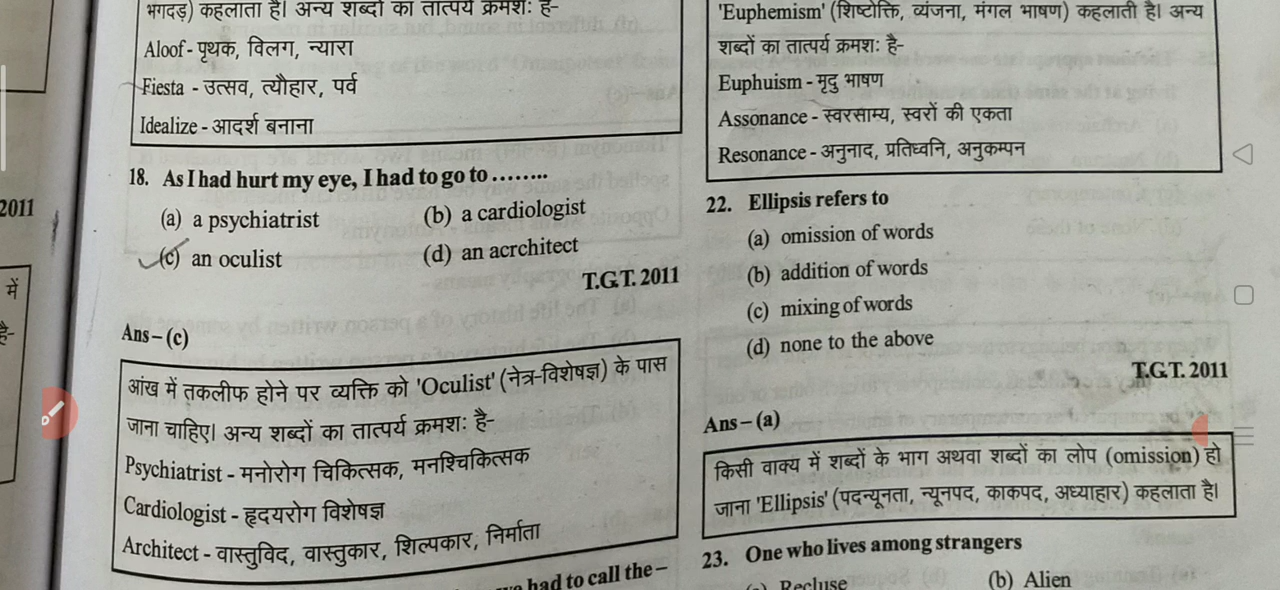 भगदड़) कहलाता है। अन्य शब्दों का तात्पर्य क्रमशः है-
Aloof - पृथक, विलग, न्यारा
Fiesta - उत्सव, त्यौहार, पर्व
Idealize - आदर्श बनाना
18. As I had hurt my eye, I had to go to ........
(a) a psychiatrist (b) a cardiologist
(c) an oculist (d) an acrchitect
T.G.T. 2011
Ans – (c)
आंख में तकलीफ होने पर व्यक्ति को 'Oculist' (नेत्र-विशेषज्ञ) के पास
जाना चाहिए। अन्य शब्दों का तात्पर्य क्रमशः है-
Psychiatrist - मनोरोग चिकित्सक, मनश्चिकित्सक
Cardiologist - हृदयरोग विशेषज्ञ
Architect - वास्तुविद, वास्तुकार, शिल्पकार, निर्माता
had to call the –
2011
में
है-
'Euphemism' (शिष्टोक्ति, व्यंजना, मंगल भाषण) कहलाती है। अन्य
शब्दों का तात्पर्य क्रमशः है-
Euphuism - मृदु भाषण
Assonance - स्वरसाम्य, स्वरों की एकता
Resonance - अनुनाद, प्रतिध्वनि, अनुकम्पन
22. Ellipsis refers to
(a) omission of words
(b) addition of words
(c) mixing of words
(d) none to the above
T.G.T. 2011
Ans – (a)
किसी वाक्य में शब्दों के भाग अथवा शब्दों का लोप (omission) हो
जाना 'Ellipsis' (पदन्यूनता, न्यूनपद, काकपद, अध्याहार) कहलाता है।
23. One who lives among strangers
(a) Recluse (b) Alien